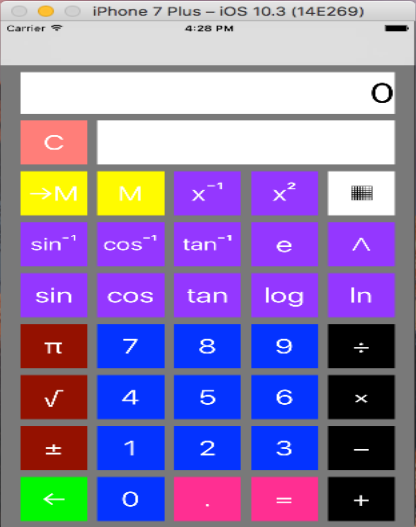 iPhone 7 Plus – iOS 10.3 (14E269)
Carrier 4:28 PM
0
C
→M M x⁻¹ x²
sin⁻¹ cos⁻¹ tan⁻¹ e ^
sin cos tan log ln
π 7 8 9 ÷
√ 4 5 6 ×
± 1 2 3 −
← 0 . = +